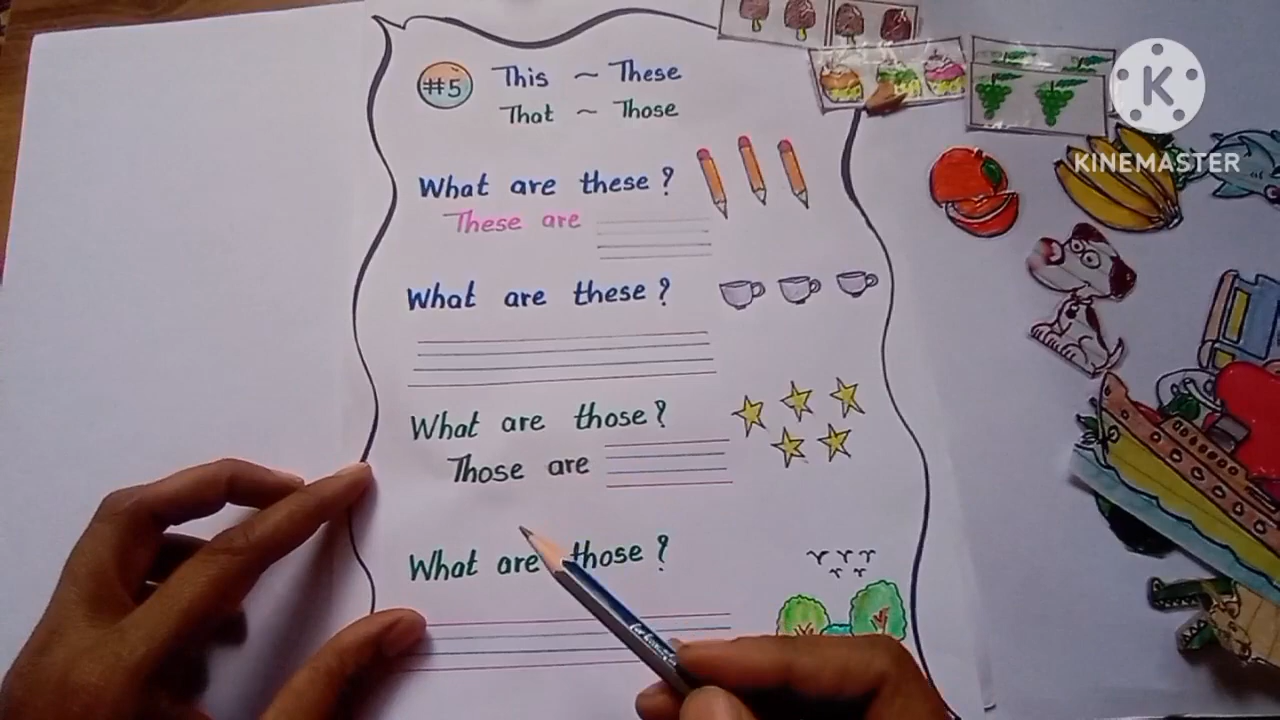 #5 This ~ These
That ~ Those
What are these?
These are
What are these?
What are those?
Those are
What are those?
K
KINEMASTER